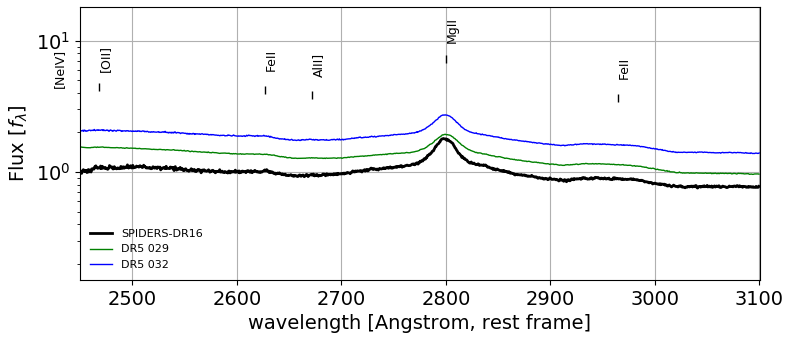 MgII
[NeIV]
[OII]
FeII
AlII]
FeII
10¹
10⁰
Flux [fλ]
SPIDERS-DR16
DR5 029
DR5 032
2500 2600 2700 2800 2900 3000 3100
wavelength [Angstrom, rest frame]